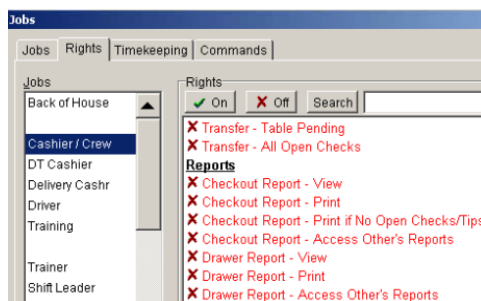 Jobs
Jobs Rights Timekeeping Commands
Jobs
Back of House
Cashier / Crew
DT Cashier
Delivery Cashr
Driver
Training
Trainer
Shift Leader
Rights
On Off Search
Transfer - Table Pending
Transfer - All Open Checks
Reports
Checkout Report - View
Checkout Report - Print
Checkout Report - Print if No Open Checks/Tips
Checkout Report - Access Other's Reports
Drawer Report - View
Drawer Report - Print
Drawer Report - Access Other's Reports